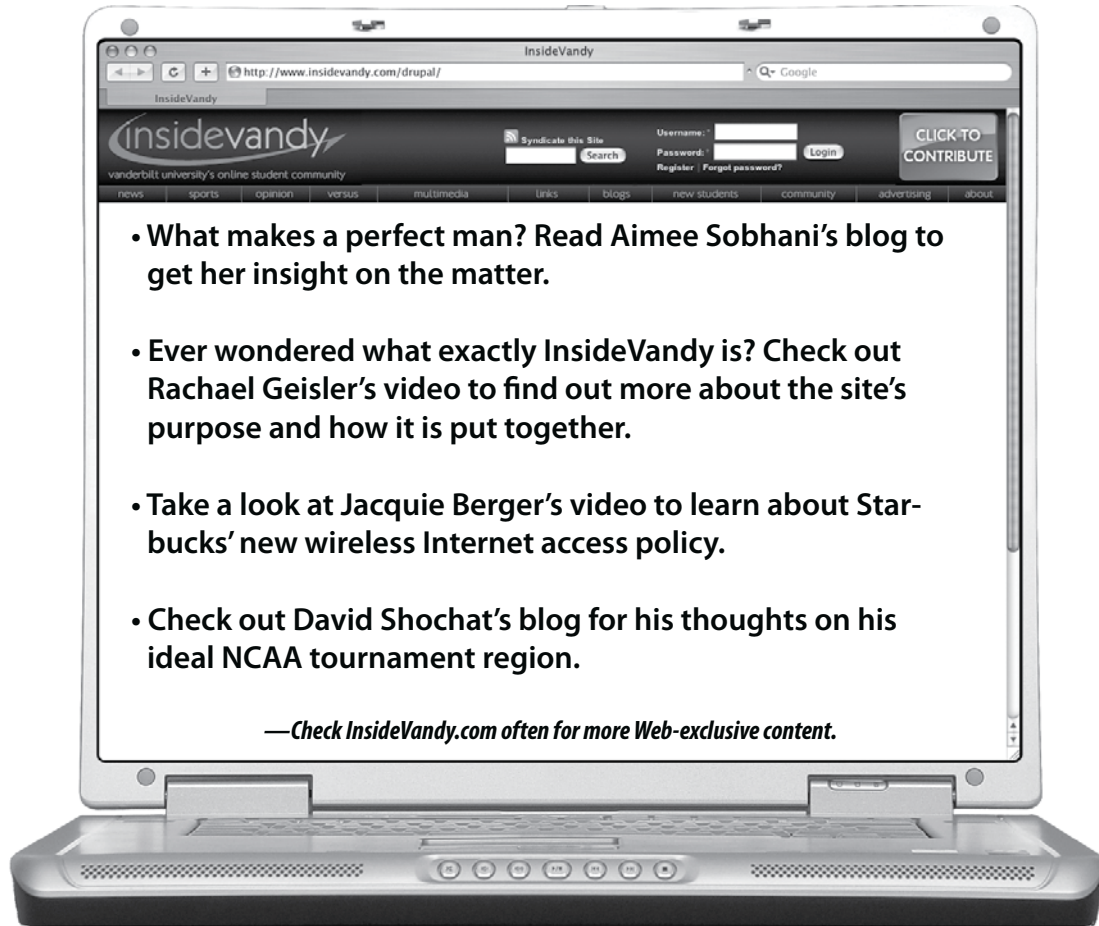 InsideVandy
http://www.insidevandy.com/drupal/
Google
InsideVandy
insidevandy
vanderbilt university's online student community
Syndicate this Site
Search
Username: *
Password: *
Login
Register | Forgot password?
CLICK TO
CONTRIBUTE
news sports opinion versus multimedia links blogs new students community advertising about
• What makes a perfect man? Read Aimee Sobhani's blog to
get her insight on the matter.
• Ever wondered what exactly InsideVandy is? Check out
Rachael Geisler's video to find out more about the site's
purpose and how it is put together.
• Take a look at Jacquie Berger's video to learn about Star-
bucks' new wireless Internet access policy.
• Check out David Shochat's blog for his thoughts on his
ideal NCAA tournament region.
—Check InsideVandy.com often for more Web-exclusive content.